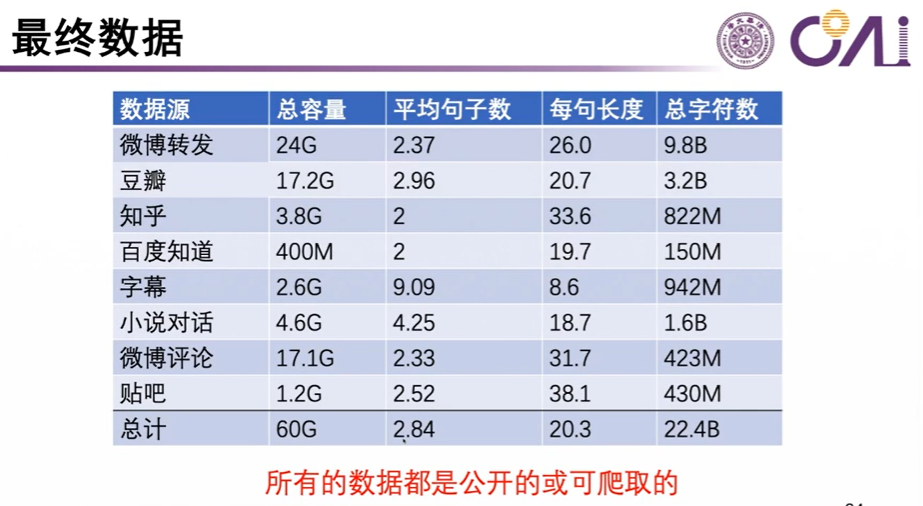 最终数据
COAI
数据源 总容量 平均句子数 每句长度 总字符数
微博转发 24G 2.37 26.0 9.8B
豆瓣 17.2G 2.96 20.7 3.2B
知乎 3.8G 2 33.6 822M
百度知道 400M 2 19.7 150M
字幕 2.6G 9.09 8.6 942M
小说对话 4.6G 4.25 18.7 1.6B
微博评论 17.1G 2.33 31.7 423M
贴吧 1.2G 2.52 38.1 430M
总计 60G 2.84 20.3 22.4B
所有的数据都是公开的或可爬取的